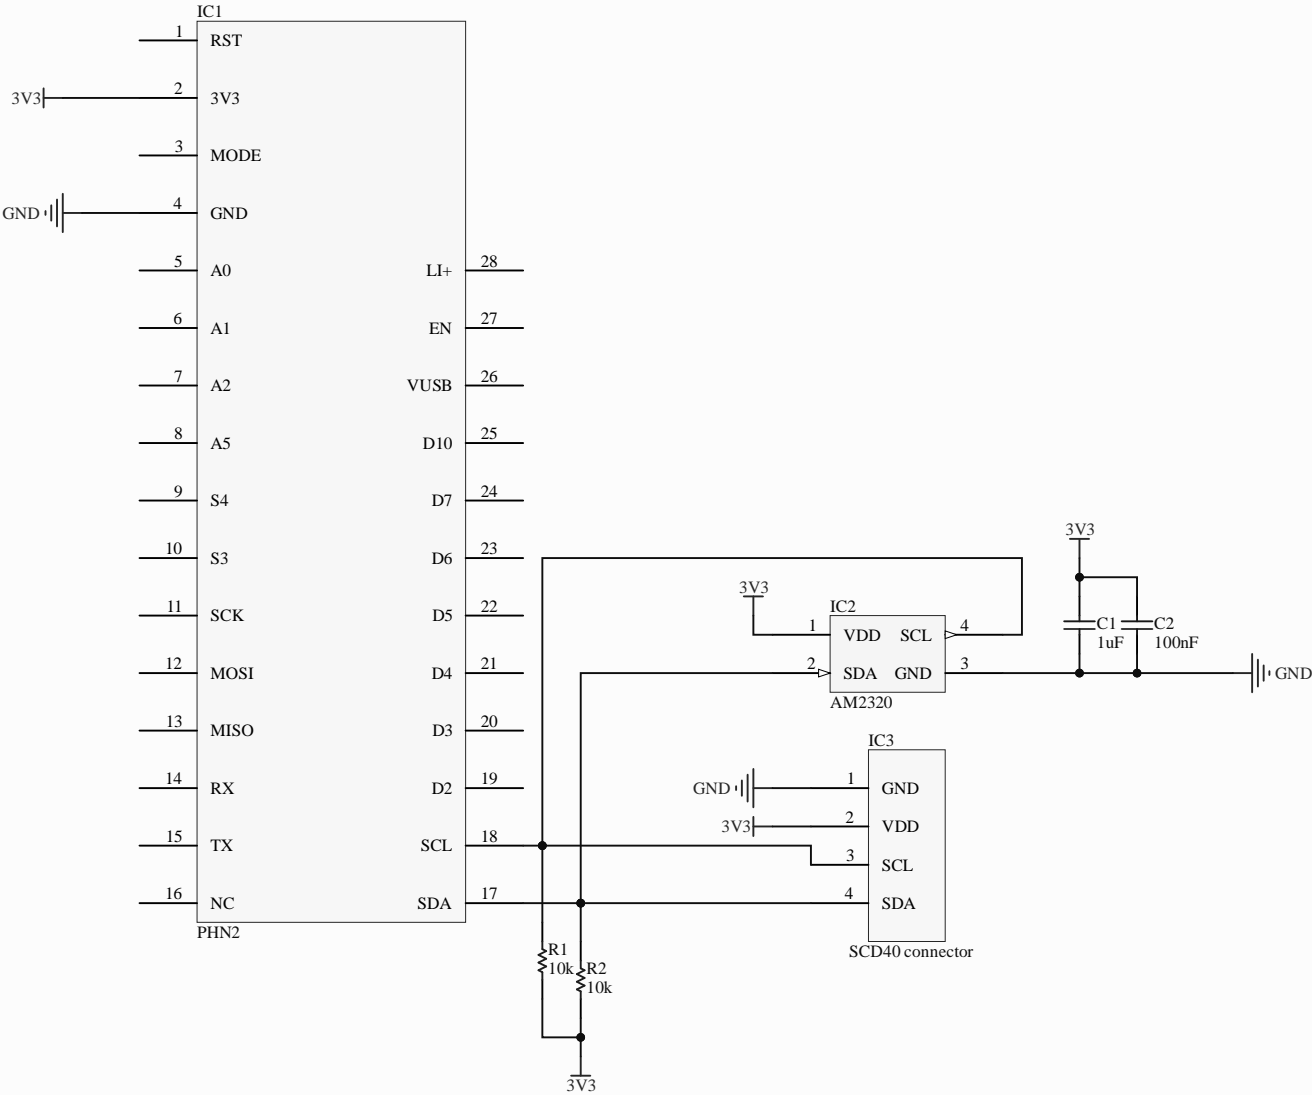 IC1
1 RST
3V3 2 3V3
3 MODE
GND 4 GND
5 A0 LI+ 28
6 A1 EN 27
7 A2 VUSB 26
8 A5 D10 25
9 S4 D7 24
10 S3 D6 23
11 SCK D5 22
12 MOSI D4 21
13 MISO D3 20
14 RX D2 19
15 TX SCL 18
16 NC SDA 17
PHN2
3V3
IC2
1 VDD SCL 4
2 SDA GND 3
AM2320
3V3
C1
1uF
C2
100nF
GND
IC3
GND 1 GND
3V3 2 VDD
3 SCL
4 SDA
SCD40 connector
R1
10k
R2
10k
3V3